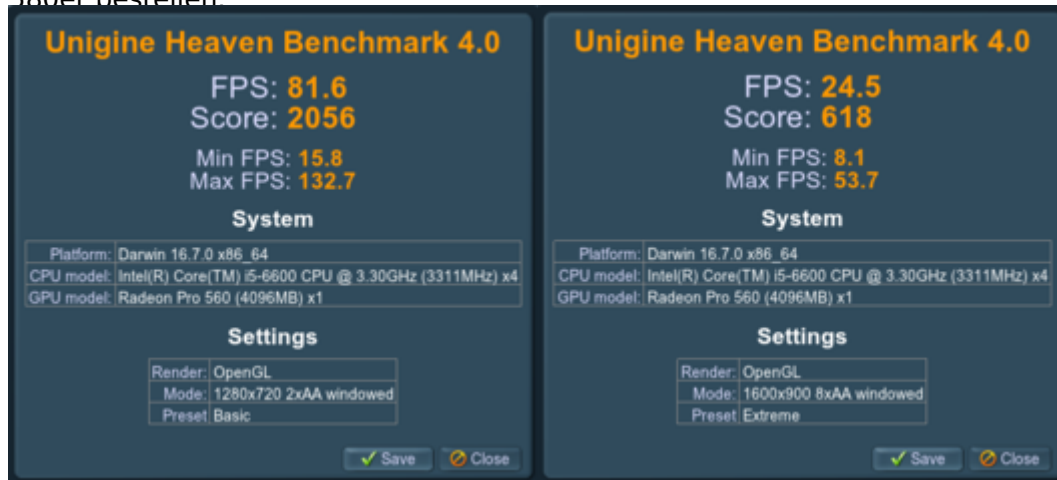 bestellen.
Unigine Heaven Benchmark 4.0
FPS: 81.6
Score: 2056
Min FPS: 15.8
Max FPS: 132.7
System
Platform: Darwin 16.7.0 x86_64
CPU model: Intel(R) Core(TM) i5-6600 CPU @ 3.30GHz (3311MHz) x4
GPU model: Radeon Pro 560 (4096MB) x1
Settings
Render: OpenGL
Mode: 1280x720 2xAA windowed
Preset Basic
Save Close
Unigine Heaven Benchmark 4.0
FPS: 24.5
Score: 618
Min FPS: 8.1
Max FPS: 53.7
System
Platform: Darwin 16.7.0 x86_64
CPU model: Intel(R) Core(TM) i5-6600 CPU @ 3.30GHz (3311MHz) x4
GPU model: Radeon Pro 560 (4096MB) x1
Settings
Render: OpenGL
Mode: 1600x900 8xAA windowed
Preset Extreme
Save Close